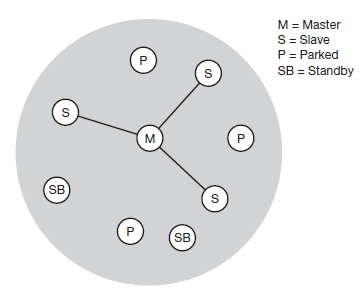 M = Master
S = Slave
P = Parked
SB = Standby
P
S
S
M
P
SB
S
P
SB